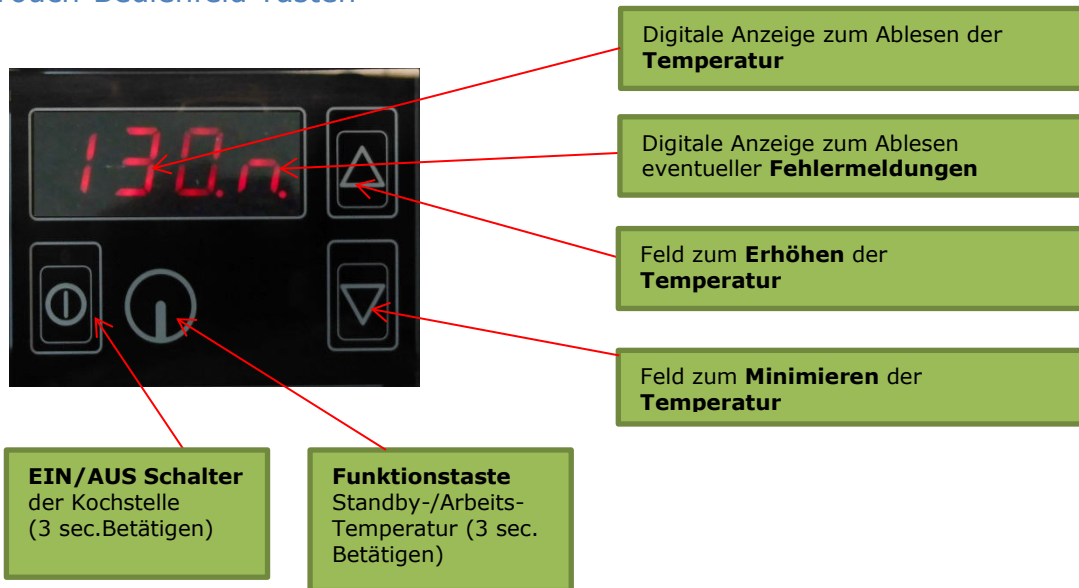 Digitale Anzeige zum Ablesen der
Temperatur
130.n.
Digitale Anzeige zum Ablesen
eventueller Fehlermeldungen
Feld zum Erhöhen der
Temperatur
Feld zum Minimieren der
Temperatur
EIN/AUS Schalter
der Kochstelle
(3 sec.Betätigen)
Funktionstaste
Standby-/Arbeits-
Temperatur (3 sec.
Betätigen)